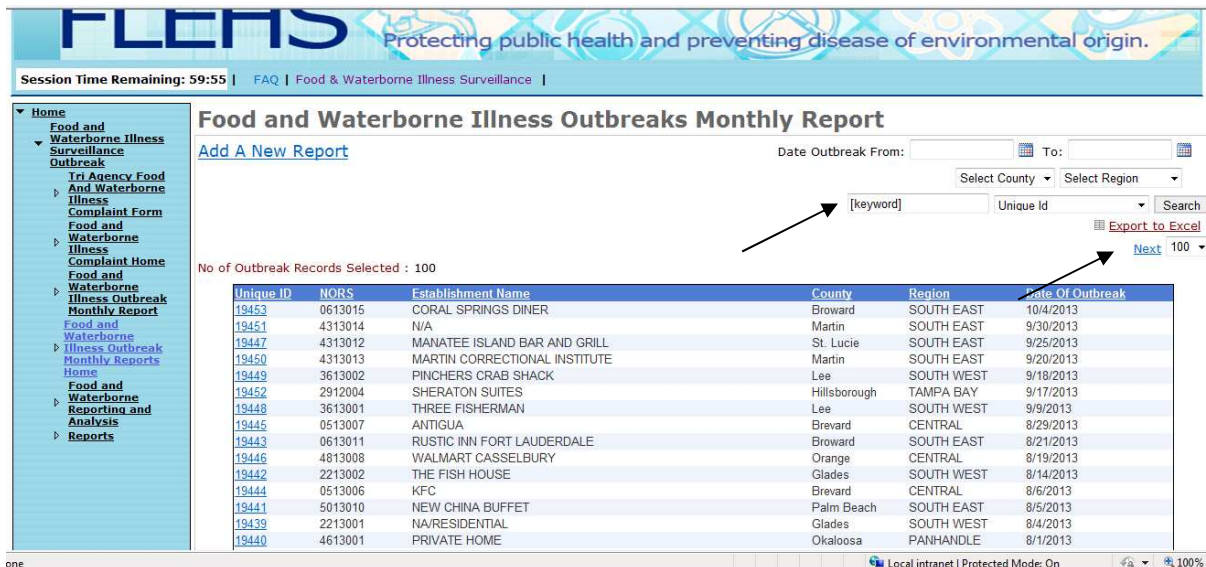 FLEHS Protecting public health and preventing disease of environmental origin.
Session Time Remaining: 59:55 | FAQ | Food & Waterborne Illness Surveillance |
Home
Food and
Waterborne Illness
Surveillance
Outbreak
Tri Agency Food
And Waterborne
Illness
Complaint Form
Food and
Waterborne
Illness
Complaint Home
Food and
Waterborne
Illness Outbreak
Monthly Report
Food and
Waterborne
Illness Outbreak
Monthly Reports
Home
Food and
Waterborne
Reporting and
Analysis
Reports
Food and Waterborne Illness Outbreaks Monthly Report
Add A New Report Date Outbreak From: To:
Select County Select Region
[keyword] Unique Id Search
Export to Excel
Next 100
No of Outbreak Records Selected : 100
Unique ID NORS Establishment Name County Region Date Of Outbreak
19453 0613015 CORAL SPRINGS DINER Broward SOUTH EAST 10/4/2013
19451 4313014 N/A Martin SOUTH EAST 9/30/2013
19447 4313012 MANATEE ISLAND BAR AND GRILL St. Lucie SOUTH EAST 9/25/2013
19450 4313013 MARTIN CORRECTIONAL INSTITUTE Martin SOUTH EAST 9/20/2013
19449 3613002 PINCHERS CRAB SHACK Lee SOUTH WEST 9/18/2013
19452 2912004 SHERATON SUITES Hillsborough TAMPA BAY 9/17/2013
19448 3613001 THREE FISHERMAN Lee SOUTH WEST 9/9/2013
19445 0513007 ANTIGUA Brevard CENTRAL 8/29/2013
19443 0613011 RUSTIC INN FORT LAUDERDALE Broward SOUTH EAST 8/21/2013
19446 4813008 WALMART CASSELBURY Orange CENTRAL 8/19/2013
19442 2213002 THE FISH HOUSE Glades SOUTH WEST 8/14/2013
19444 0513006 KFC Brevard CENTRAL 8/6/2013
19441 5013010 NEW CHINA BUFFET Palm Beach SOUTH EAST 8/5/2013
19439 2213001 NA/RESIDENTIAL Glades SOUTH WEST 8/4/2013
19440 4613001 PRIVATE HOME Okaloosa PANHANDLE 8/1/2013
one Local intranet | Protected Mode: On 100%